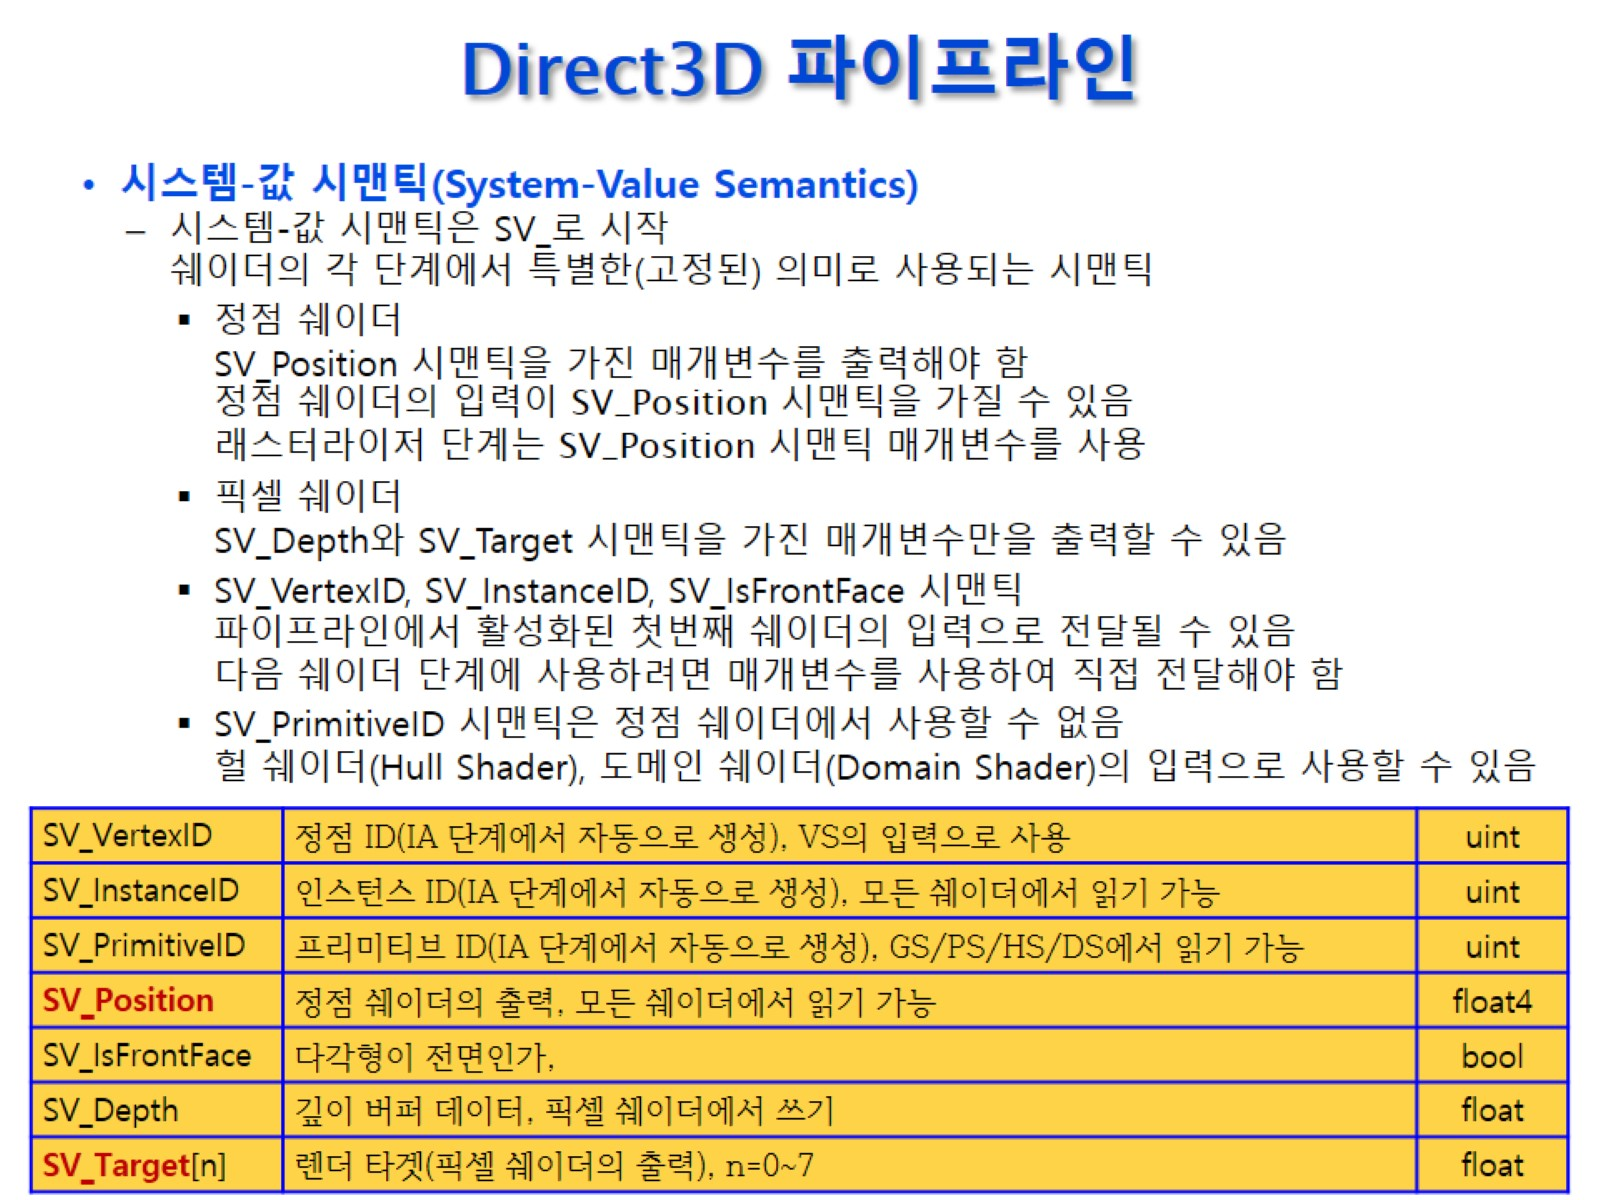 Direct3D 파이프라인
• 시스템-값 시맨틱(System-Value Semantics)
– 시스템-값 시맨틱은 SV_로 시작
쉐이더의 각 단계에서 특별한(고정된) 의미로 사용되는 시맨틱
▪ 정점 쉐이더
SV_Position 시맨틱을 가진 매개변수를 출력해야 함
정점 쉐이더의 입력이 SV_Position 시맨틱을 가질 수 있음
래스터라이저 단계는 SV_Position 시맨틱 매개변수를 사용
▪ 픽셀 쉐이더
SV_Depth와 SV_Target 시맨틱을 가진 매개변수만을 출력할 수 있음
▪ SV_VertexID, SV_InstanceID, SV_IsFrontFace 시맨틱
파이프라인에서 활성화된 첫번째 쉐이더의 입력으로 전달될 수 있음
다음 쉐이더 단계에 사용하려면 매개변수를 사용하여 직접 전달해야 함
▪ SV_PrimitiveID 시맨틱은 정점 쉐이더에서 사용할 수 없음
헐 쉐이더(Hull Shader), 도메인 쉐이더(Domain Shader)의 입력으로 사용할 수 있음
SV_VertexID 정점 ID(IA 단계에서 자동으로 생성), VS의 입력으로 사용 uint
SV_InstanceID 인스턴스 ID(IA 단계에서 자동으로 생성), 모든 쉐이더에서 읽기 가능 uint
SV_PrimitiveID 프리미티브 ID(IA 단계에서 자동으로 생성), GS/PS/HS/DS에서 읽기 가능 uint
SV_Position 정점 쉐이더의 출력, 모든 쉐이더에서 읽기 가능 float4
SV_IsFrontFace 다각형이 전면인가, bool
SV_Depth 깊이 버퍼 데이터, 픽셀 쉐이더에서 쓰기 float
SV_Target[n] 렌더 타겟(픽셀 쉐이더의 출력), n=0~7 float